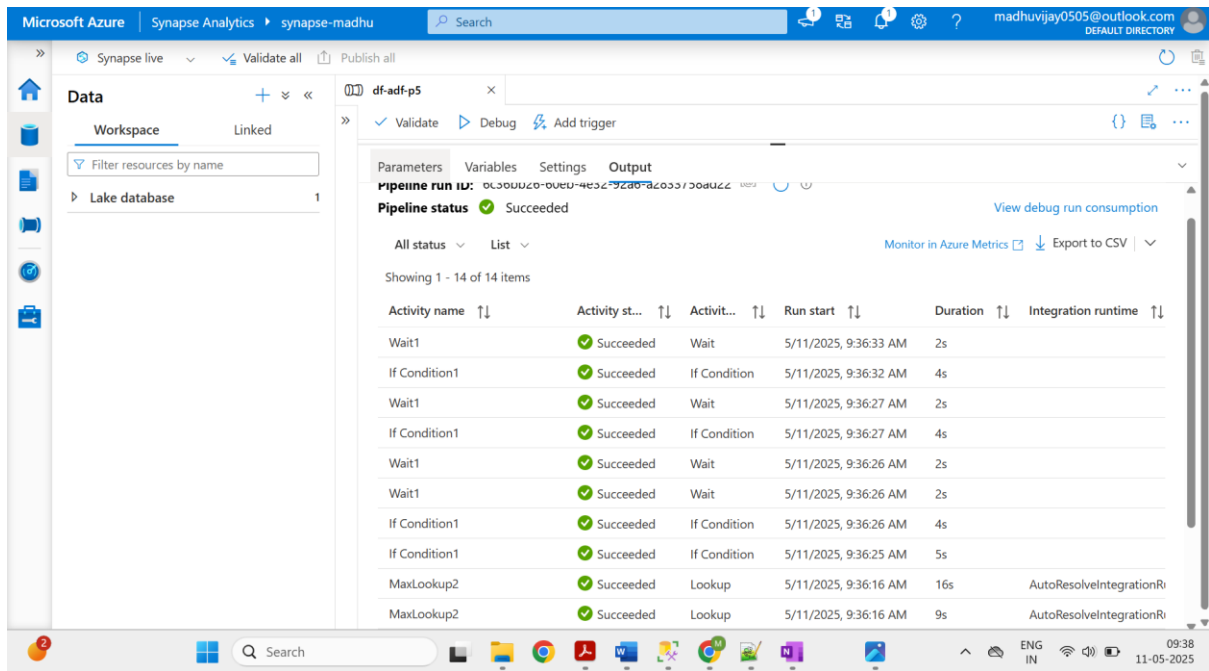 Microsoft Azure Synapse Analytics synapse-madhu Search 1 1 madhuvijay0505@outlook.com
DEFAULT DIRECTORY
Synapse live Validate all Publish all
Data
Workspace Linked
Filter resources by name
Lake database 1
df-adf-p5
Validate Debug Add trigger
Parameters Variables Settings Output
Pipeline run ID:
Pipeline status Succeeded View debug run consumption
All status List Monitor in Azure Metrics Export to CSV
Showing 1 - 14 of 14 items
Activity name Activity st... Activit... Run start Duration Integration runtime
Wait1 Succeeded Wait 5/11/2025, 9:36:33 AM 2s
If Condition1 Succeeded If Condition 5/11/2025, 9:36:32 AM 4s
Wait1 Succeeded Wait 5/11/2025, 9:36:27 AM 2s
If Condition1 Succeeded If Condition 5/11/2025, 9:36:27 AM 4s
Wait1 Succeeded Wait 5/11/2025, 9:36:26 AM 2s
Wait1 Succeeded Wait 5/11/2025, 9:36:26 AM 2s
If Condition1 Succeeded If Condition 5/11/2025, 9:36:26 AM 4s
If Condition1 Succeeded If Condition 5/11/2025, 9:36:25 AM 5s
MaxLookup2 Succeeded Lookup 5/11/2025, 9:36:16 AM 16s AutoResolveIntegrationR
MaxLookup2 Succeeded Lookup 5/11/2025, 9:36:16 AM 9s AutoResolveIntegrationR
2 Search ENG 09:38
IN 11-05-2025